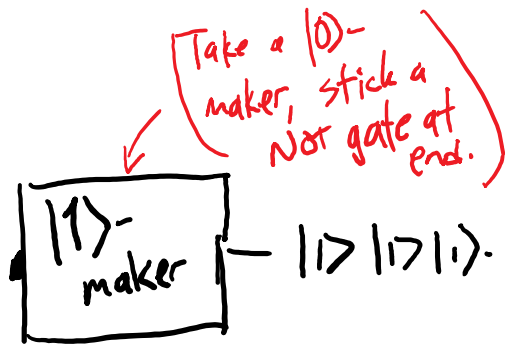 (Take a |0⟩-
maker, stick a
Not gate at
end.)
|1⟩-
maker
— |1⟩ |1⟩ |1⟩.